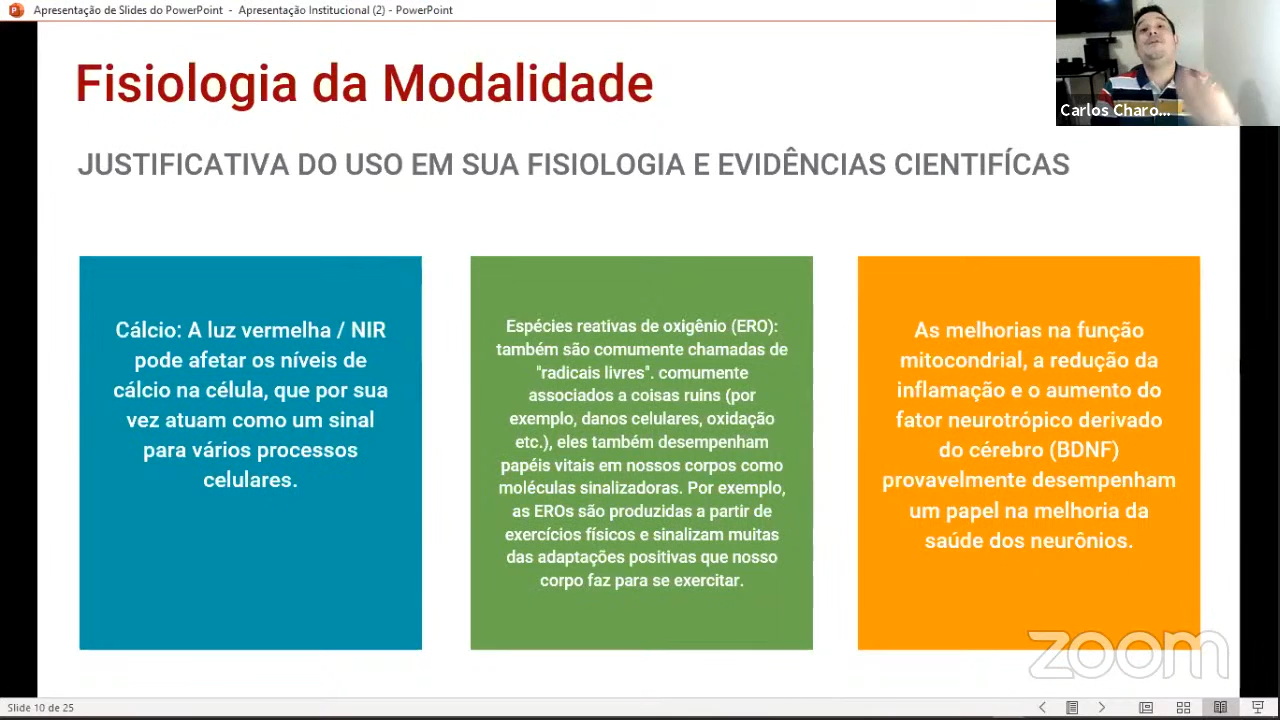 Apresentação de Slides do PowerPoint - Apresentação Institucional (2) - PowerPoint
Carlos Charo...
Fisiologia da Modalidade
JUSTIFICATIVA DO USO EM SUA FISIOLOGIA E EVIDÊNCIAS CIENTIFÍCAS
Cálcio: A luz vermelha / NIR
pode afetar os níveis de
cálcio na célula, que por sua
vez atuam como um sinal
para vários processos
celulares.
Espécies reativas de oxigênio (ERO):
também são comumente chamadas de
"radicais livres". comumente
associados a coisas ruins (por
exemplo, danos celulares, oxidação
etc.), eles também desempenham
papéis vitais em nossos corpos como
moléculas sinalizadoras. Por exemplo,
as EROs são produzidas a partir de
exercícios físicos e sinalizam muitas
das adaptações positivas que nosso
corpo faz para se exercitar.
As melhorias na função
mitocondrial, a redução da
inflamação e o aumento do
fator neurotrópico derivado
do cérebro (BDNF)
provavelmente desempenham
um papel na melhoria da
saúde dos neurônios.
zoom
Slide 10 de 25